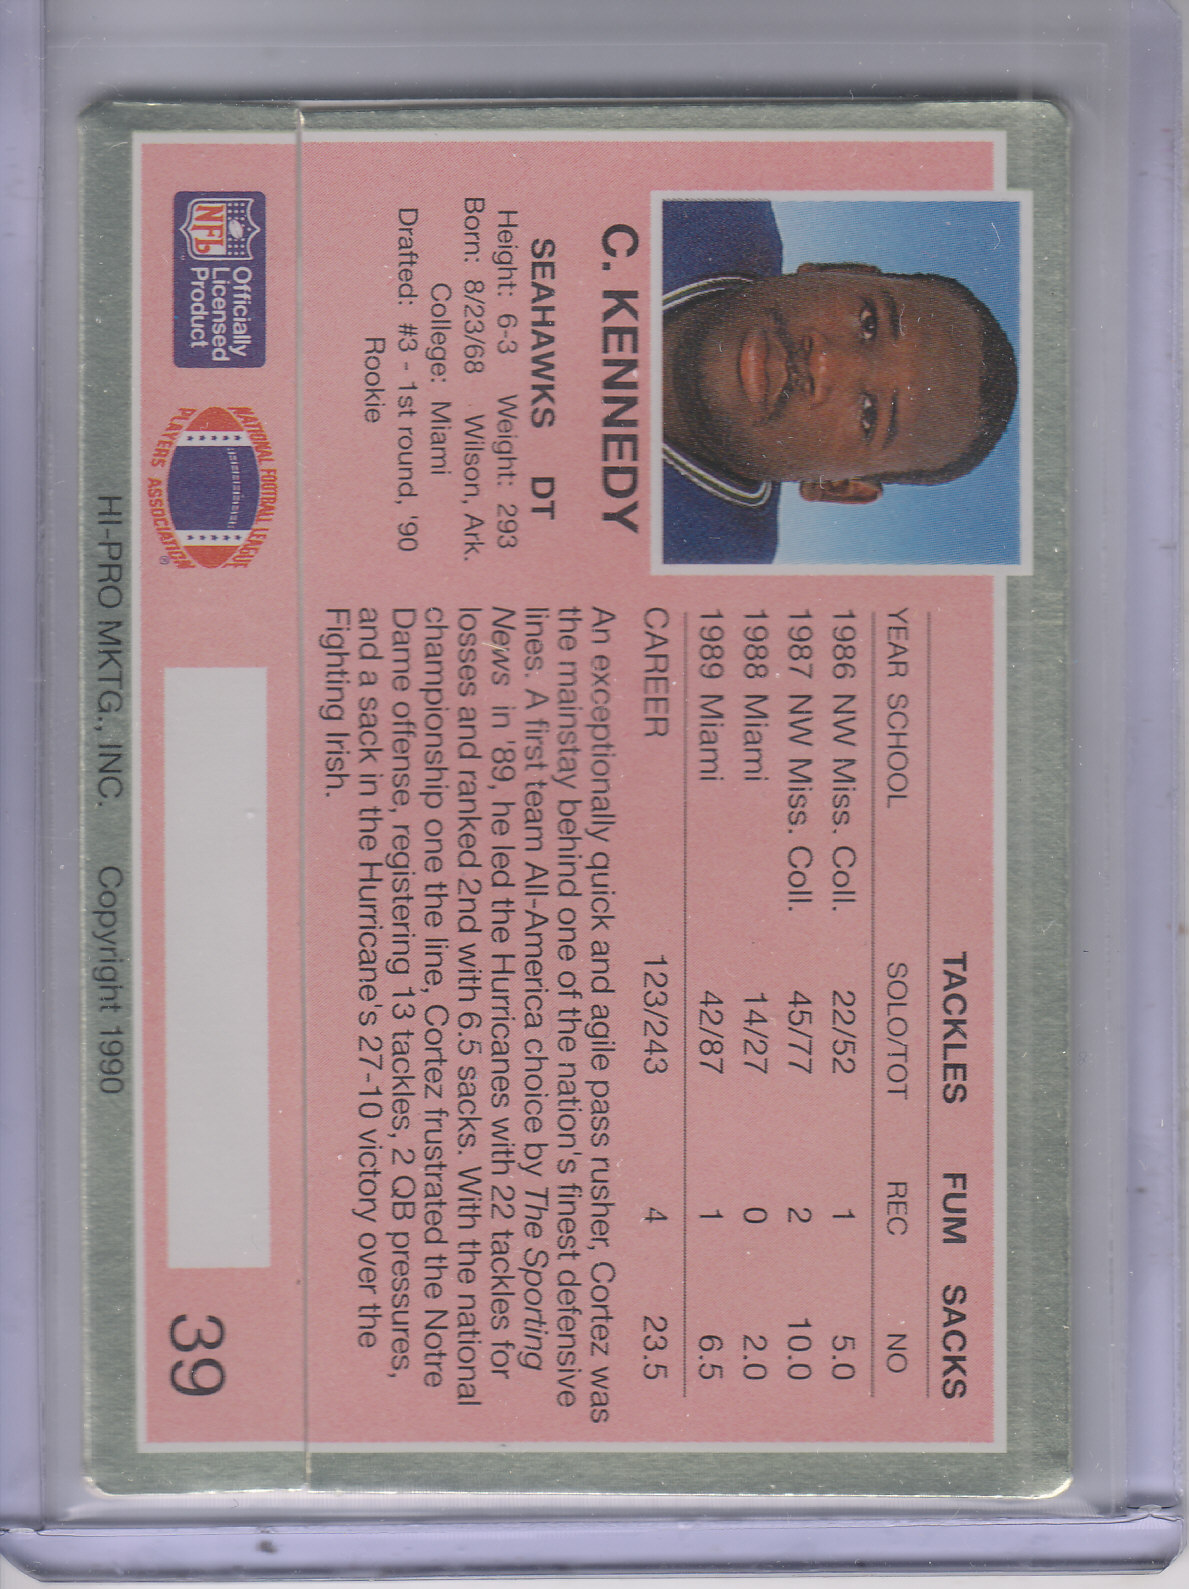 C. KENNEDY
SEAHAWKS DT
Height: 6-3 Weight: 293
Born: 8/23/68 Wilson, Ark.
College: Miami
Drafted: #3 - 1st round, '90
Rookie
TACKLES FUM SACKS
YEAR SCHOOL SOLO/TOT REC NO
1986 NW Miss. Coll. 22/52 1 5.0
1987 NW Miss. Coll. 45/77 2 10.0
1988 Miami 14/27 0 2.0
1989 Miami 42/87 1 6.5
CAREER 123/243 4 23.5
An exceptionally quick and agile pass rusher, Cortez was
the mainstay behind one of the nation's finest defensive
lines. A first team All-America choice by The Sporting
News in '89, he led the Hurricanes with 22 tackles for
losses and ranked 2nd with 6.5 sacks. With the national
championship one the line, Cortez frustrated the Notre
Dame offense, registering 13 tackles, 2 QB pressures,
and a sack in the Hurricane's 27-10 victory over the
Fighting Irish.
NFL
Officially
Licensed
Product
NATIONAL FOOTBALL LEAGUE
PLAYERS ASSOCIATION®
39
HI-PRO MKTG., INC. Copyright 1990